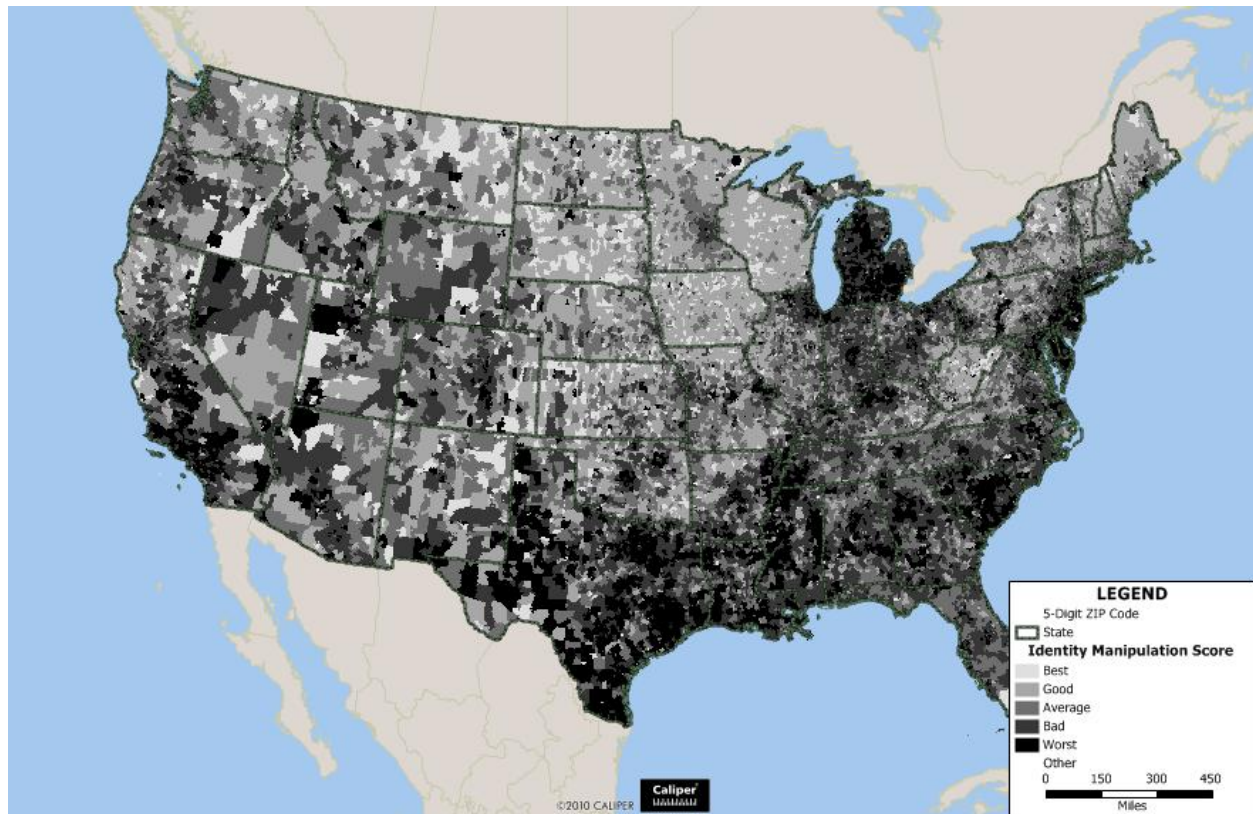 LEGEND
5-Digit ZIP Code
State
Identity Manipulation Score
Best
Good
Average
Bad
Worst
Other
0 150 300 450
Miles
©2010 CALIPER
Caliper